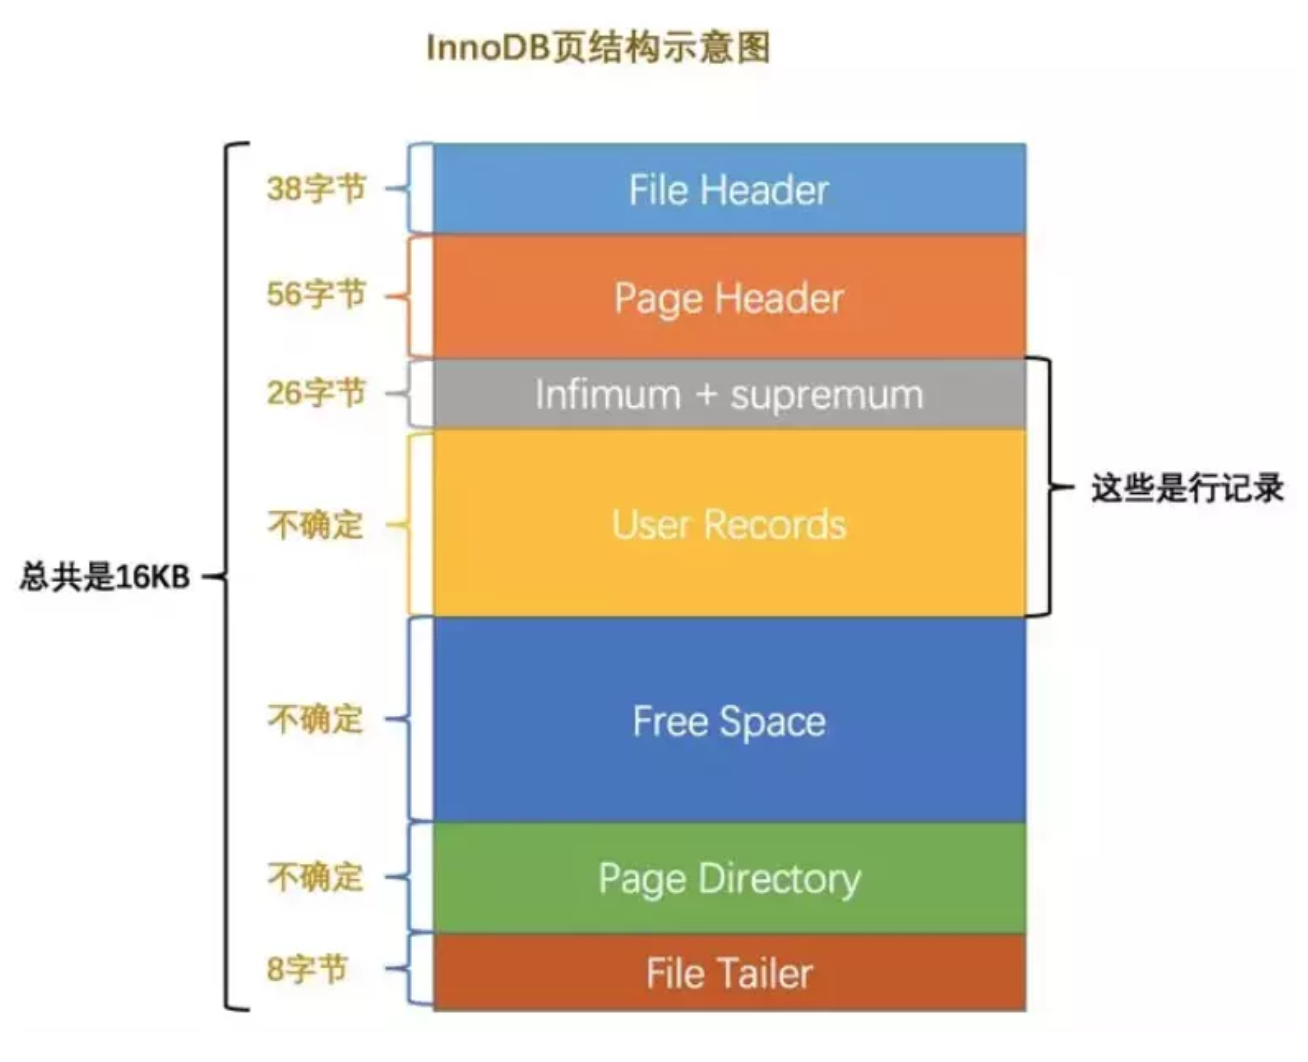 InnoDB页结构示意图
38字节
File Header
56字节
Page Header
26字节
Infimum + supremum
这些是行记录
不确定
User Records
总共是16KB
不确定
Free Space
不确定
Page Directory
8字节
File Tailer